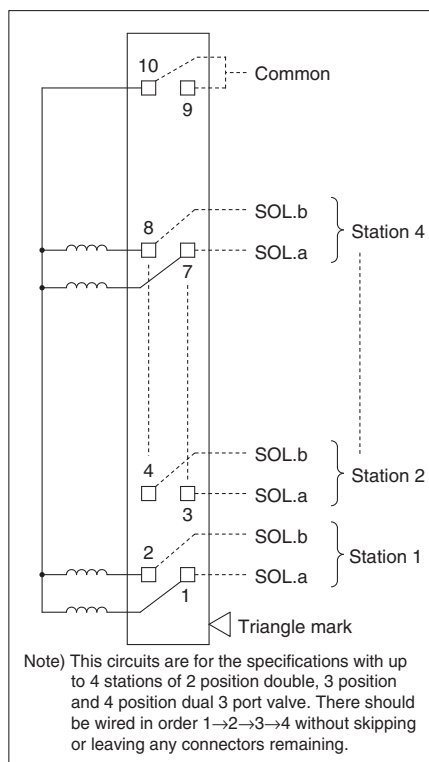 10
Common
9
8
SOL.b
SOL.a
Station 4
7
4
SOL.b
SOL.a
Station 2
3
2
SOL.b
SOL.a
Station 1
1
Triangle mark
Note) This circuits are for the specifications with up
to 4 stations of 2 position double, 3 position
and 4 position dual 3 port valve. There should
be wired in order 1→2→3→4 without skipping
or leaving any connectors remaining.